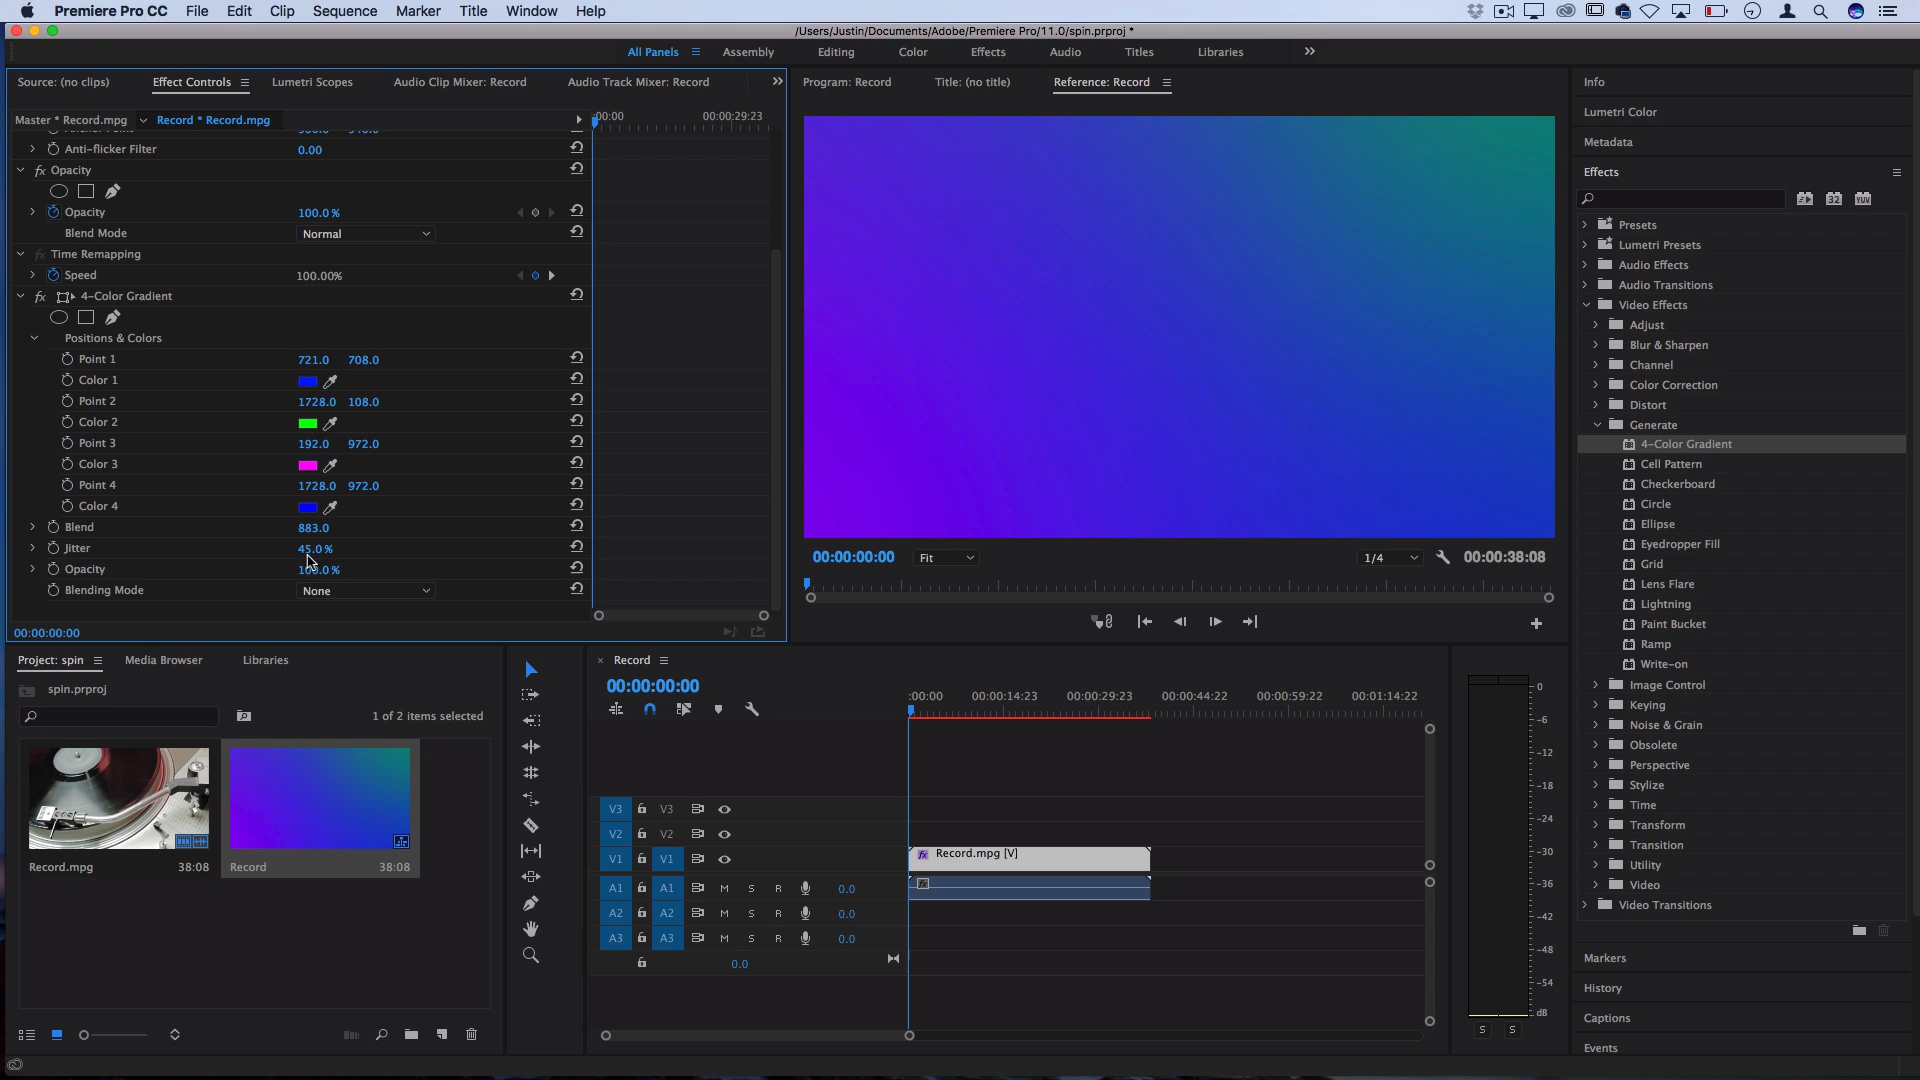 Premiere Pro CC File Edit Clip Sequence Marker Title Window Help
/Users/Justin/Documents/Adobe/Premiere Pro/11.0/spin.prproj *
All Panels Assembly Editing Color Effects Audio Titles Libraries
Source: (no clips) Effect Controls Lumetri Scopes Audio Clip Mixer: Record Audio Track Mixer: Record
Master * Record.mpg Record * Record.mpg
:00:00 00:00:29:23
Anti-flicker Filter 0.00
fx Opacity
Opacity 100.0 %
Blend Mode Normal
fx Time Remapping
Speed 100.00%
fx 4-Color Gradient
Positions & Colors
Point 1 721.0 708.0
Color 1
Point 2 1728.0 108.0
Color 2
Point 3 192.0 972.0
Color 3
Point 4 1728.0 972.0
Color 4
Blend 883.0
Jitter 45.0 %
Opacity 100.0 %
Blending Mode None
00:00:00:00
Program: Record Title: (no title) Reference: Record
00:00:00:00 Fit 1/4 00:00:38:08
Info
Lumetri Color
Metadata
Effects
32 YUV
Presets
Lumetri Presets
Audio Effects
Audio Transitions
Video Effects
Adjust
Blur & Sharpen
Channel
Color Correction
Distort
Generate
4-Color Gradient
Cell Pattern
Checkerboard
Circle
Ellipse
Eyedropper Fill
Grid
Lens Flare
Lightning
Paint Bucket
Ramp
Write-on
Image Control
Keying
Noise & Grain
Obsolete
Perspective
Stylize
Time
Transform
Transition
Utility
Video
Video Transitions
Markers
History
Captions
Events
Project: spin Media Browser Libraries
spin.prproj
1 of 2 items selected
Record.mpg 38:08
Record 38:08
Record
00:00:00:00
:00:00 00:00:14:23 00:00:29:23 00:00:44:22 00:00:59:22 00:01:14:22
V3 V3
V2 V2
V1 V1
fx Record.mpg [V]
A1 A1 M S R 0.0
fx
A2 A2 M S R 0.0
A3 A3 M S R 0.0
0.0
0
-6
-12
-18
-24
-30
-36
-42
-48
-54
dB
S S